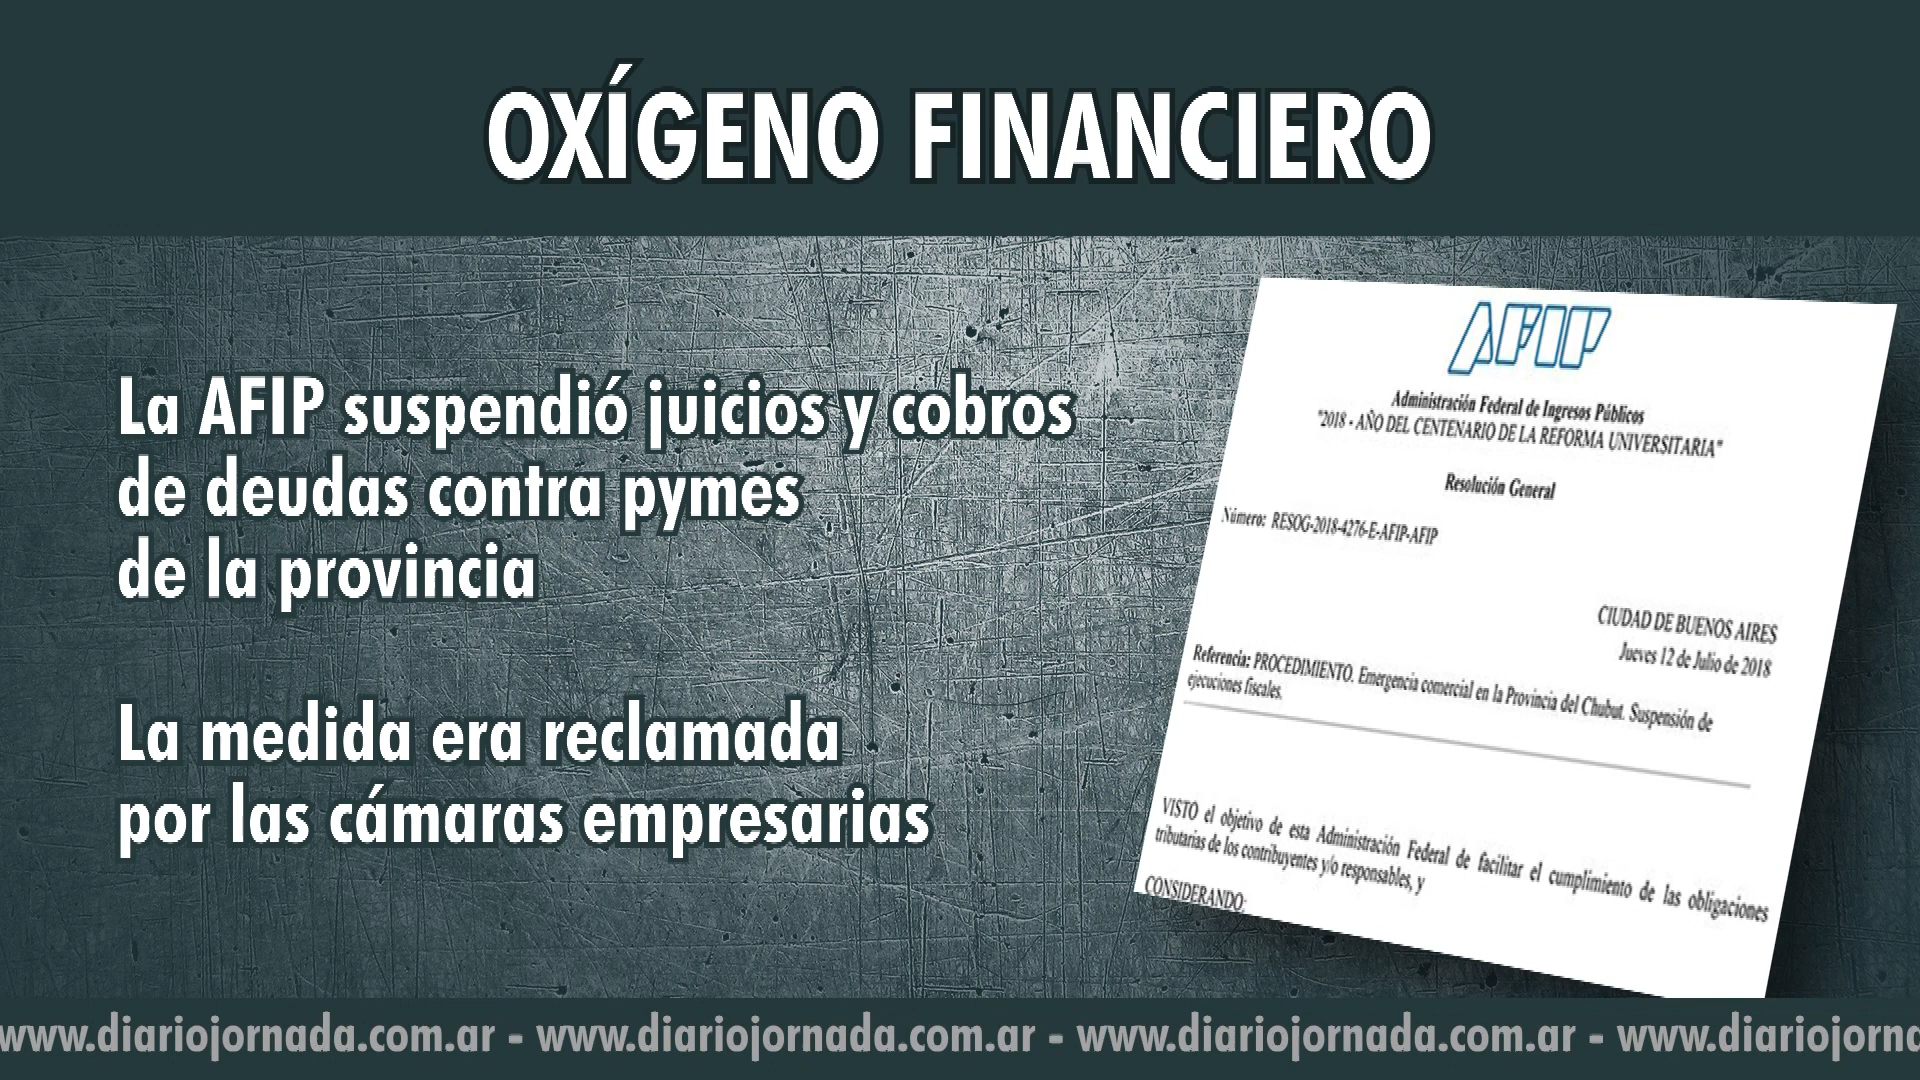 OXÍGENO FINANCIERO
La AFIP suspendió juicios y cobros
de deudas contra pymes
de la provincia
La medida era reclamada
por las cámaras empresarias
AFIP
Administración Federal de Ingresos Públicos
"2018 - AÑO DEL CENTENARIO DE LA REFORMA UNIVERSITARIA"
Resolución General
Número: RESOG-2018-4276-E-AFIP-AFIP
CIUDAD DE BUENOS AIRES
Jueves 12 de Julio de 2018
Referencia: PROCEDIMIENTO. Emergencia comercial en la Provincia del Chubut. Suspensión de
ejecuciones fiscales.
VISTO el objetivo de esta Administración Federal de facilitar el cumplimiento de las obligaciones
tributarias de los contribuyentes y/o responsables, y
CONSIDERANDO:
www.diariojornada.com.ar - www.diariojornada.com.ar - www.diariojornada.com.ar - www.diariojorna